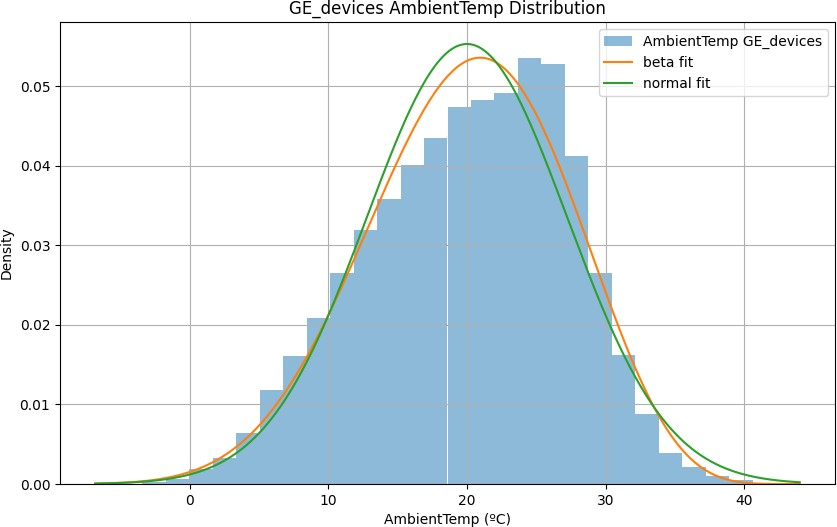 GE_devices AmbientTemp Distribution
AmbientTemp GE_devices
beta fit
normal fit
Density
0.05
0.04
0.03
0.02
0.01
0.00
0
10
20
30
40
AmbientTemp (ºC)